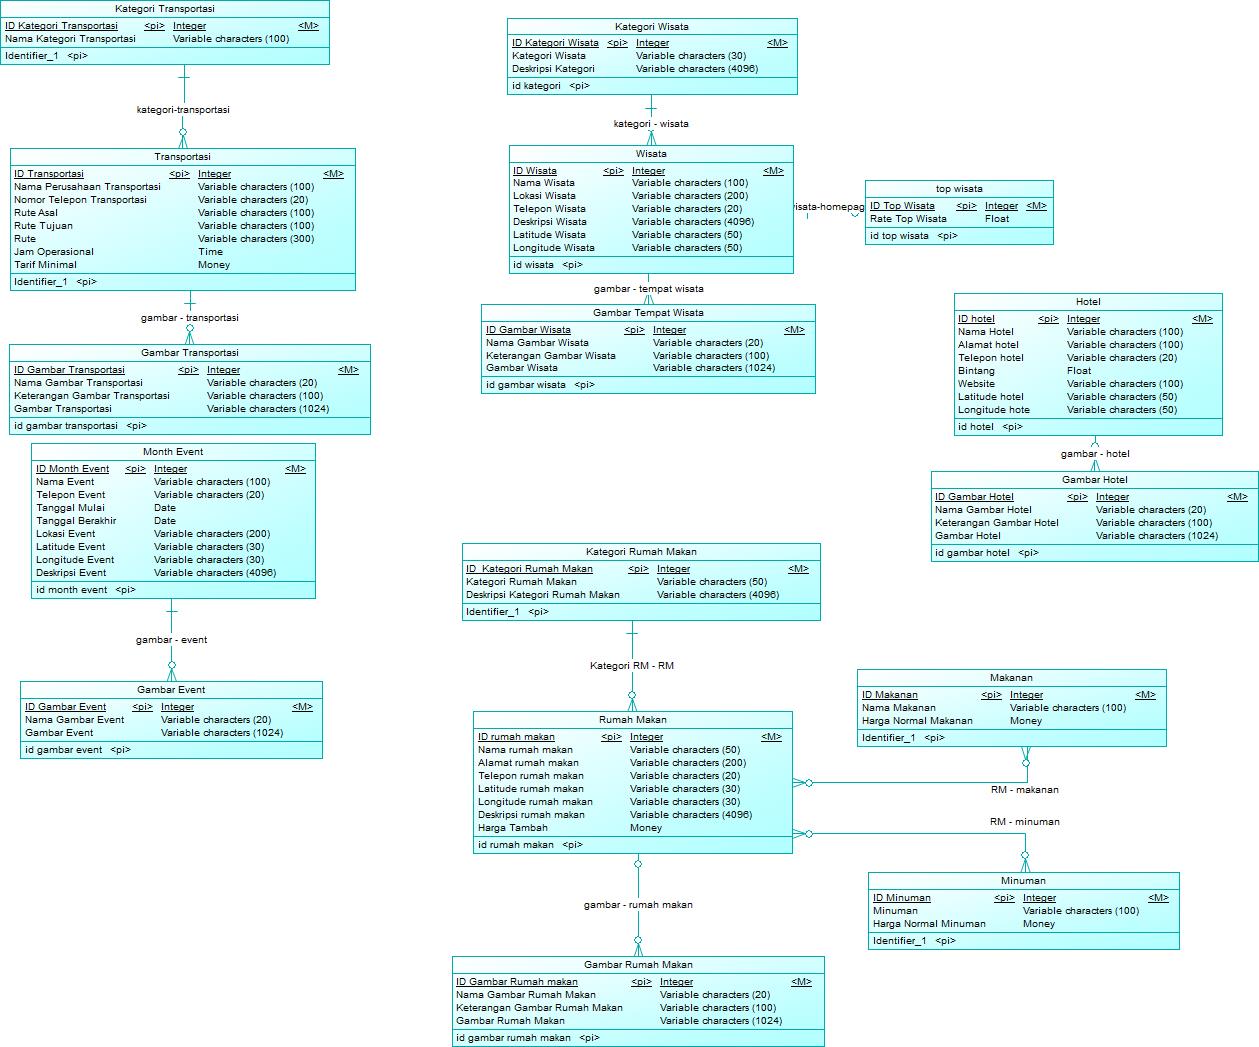 Kategori Transportasi
ID Kategori Transportasi <pi> Integer <M>
Nama Kategori Transportasi Variable characters (100)
Identifier_1 <pi>
kategori-transportasi
Transportasi
ID Transportasi <pi> Integer <M>
Nama Perusahaan Transportasi Variable characters (100)
Nomor Telepon Transportasi Variable characters (20)
Rute Asal Variable characters (100)
Rute Tujuan Variable characters (100)
Rute Variable characters (300)
Jam Operasional Time
Tarif Minimal Money
Identifier_1 <pi>
gambar - transportasi
Gambar Transportasi
ID Gambar Transportasi <pi> Integer <M>
Nama Gambar Transportasi Variable characters (20)
Keterangan Gambar Transportasi Variable characters (100)
Gambar Transportasi Variable characters (1024)
id gambar transportasi <pi>
Month Event
ID Month Event <pi> Integer <M>
Nama Event Variable characters (100)
Telepon Event Variable characters (20)
Tanggal Mulai Date
Tanggal Berakhir Date
Lokasi Event Variable characters (200)
Latitude Event Variable characters (30)
Longitude Event Variable characters (30)
Deskripsi Event Variable characters (4096)
id month event <pi>
gambar - event
Gambar Event
ID Gambar Event <pi> Integer <M>
Nama Gambar Event Variable characters (20)
Gambar Event Variable characters (1024)
id gambar event <pi>
Kategori Wisata
ID Kategori Wisata <pi> Integer <M>
Kategori Wisata Variable characters (30)
Deskripsi Kategori Variable characters (4096)
id kategori <pi>
kategori - wisata
Wisata
ID Wisata <pi> Integer <M>
Nama Wisata Variable characters (100)
Lokasi Wisata Variable characters (200)
Telepon Wisata Variable characters (20)
Deskripsi Wisata Variable characters (4096)
Latitude Wisata Variable characters (50)
Longitude Wisata Variable characters (50)
id wisata <pi>
isata-homepag
top wisata
ID Top Wisata <pi> Integer <M>
Rate Top Wisata Float
id top wisata <pi>
gambar - tempat wisata
Gambar Tempat Wisata
ID Gambar Wisata <pi> Integer <M>
Nama Gambar Wisata Variable characters (20)
Keterangan Gambar Wisata Variable characters (100)
Gambar Wisata Variable characters (1024)
id gambar wisata <pi>
Hotel
ID hotel <pi> Integer <M>
Nama Hotel Variable characters (100)
Alamat hotel Variable characters (100)
Telepon hotel Variable characters (20)
Bintang Float
Website Variable characters (100)
Latitude hotel Variable characters (50)
Longitude hote Variable characters (50)
id hotel <pi>
gambar - hotel
Gambar Hotel
ID Gambar Hotel <pi> Integer <M>
Nama Gambar Hotel Variable characters (20)
Keterangan Gambar Hotel Variable characters (100)
Gambar Hotel Variable characters (1024)
id gambar hotel <pi>
Kategori Rumah Makan
ID  Kategori Rumah Makan <pi> Integer <M>
Kategori Rumah Makan Variable characters (50)
Deskripsi Kategori Rumah Makan Variable characters (4096)
Identifier_1 <pi>
Kategori RM - RM
Rumah Makan
ID rumah makan <pi> Integer <M>
Nama rumah makan Variable characters (50)
Alamat rumah makan Variable characters (200)
Telepon rumah makan Variable characters (20)
Latitude rumah makan Variable characters (30)
Longitude rumah makan Variable characters (30)
Deskripsi rumah makan Variable characters (4096)
Harga Tambah Money
id rumah makan <pi>
Makanan
ID Makanan <pi> Integer <M>
Nama Makanan Variable characters (100)
Harga Normal Makanan Money
Identifier_1 <pi>
RM - makanan
RM - minuman
Minuman
ID Minuman <pi> Integer <M>
Minuman Variable characters (100)
Harga Normal Minuman Money
Identifier_1 <pi>
gambar - rumah makan
Gambar Rumah Makan
ID Gambar Rumah makan <pi> Integer <M>
Nama Gambar Rumah Makan Variable characters (20)
Keterangan Gambar Rumah Makan Variable characters (100)
Gambar Rumah Makan Variable characters (1024)
id gambar rumah makan <pi>